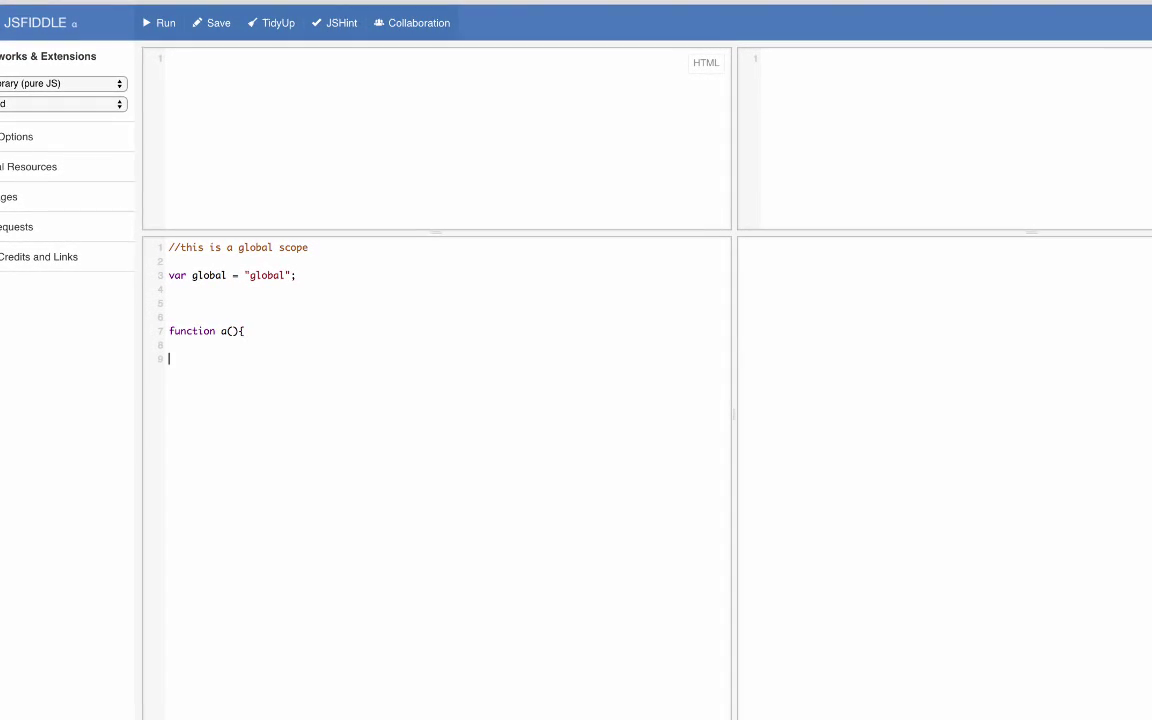 JSFIDDLE α
Run Save TidyUp JSHint Collaboration
works & Extensions
rary (pure JS)
d
Options
l Resources
ges
equests
Credits and Links
1
HTML
1
1 //this is a global scope
2
3 var global = "global";
4
5
6
7 function a(){
8
9